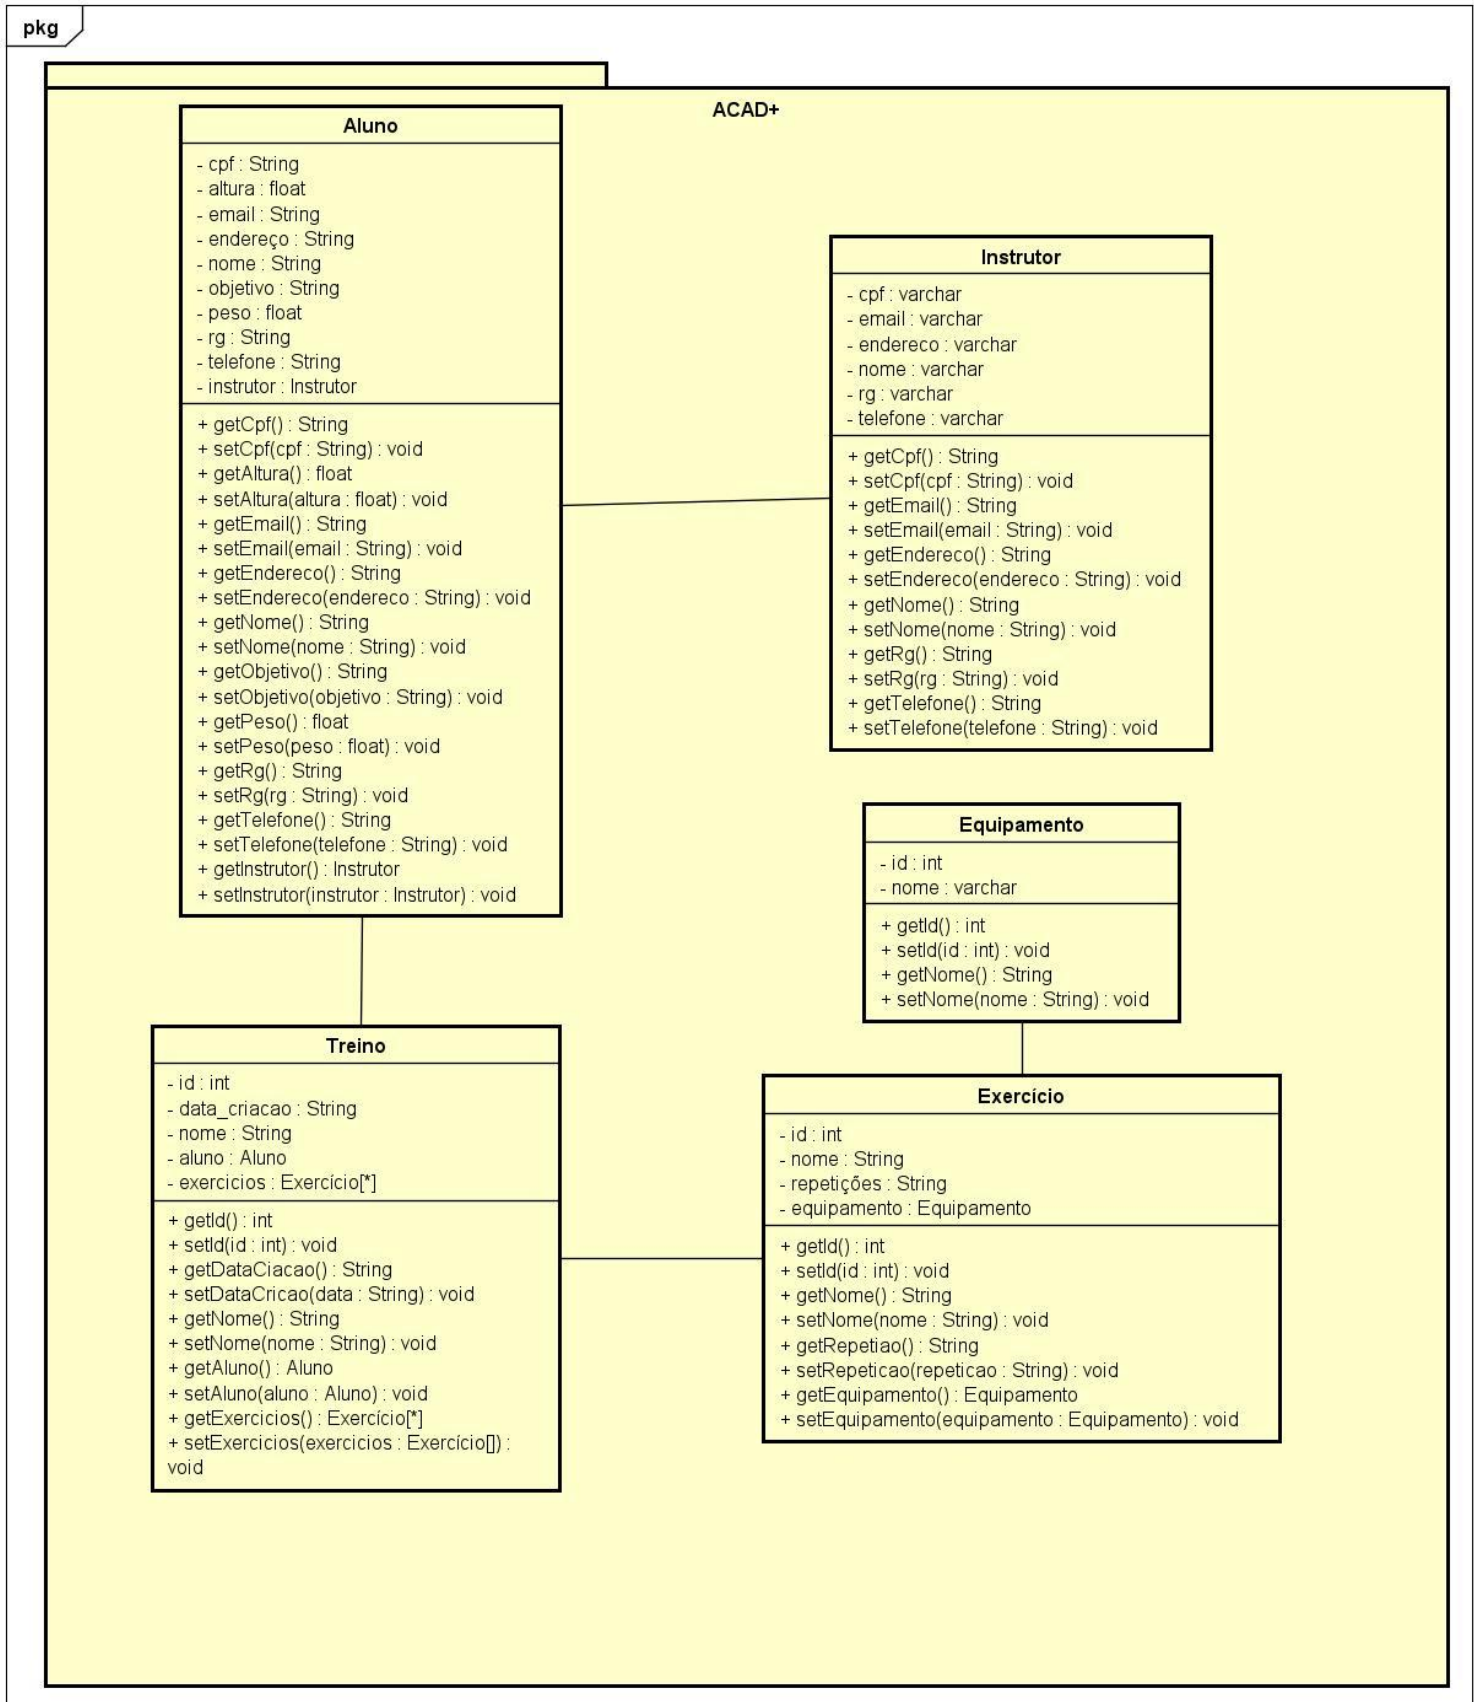 pkg
ACAD+
Aluno
- cpf : String
- altura : float
- email : String
- endereço : String
- nome : String
- objetivo : String
- peso : float
- rg : String
- telefone : String
- instrutor : Instrutor
+ getCpf() : String
+ setCpf(cpf : String) : void
+ getAltura() : float
+ setAltura(altura : float) : void
+ getEmail() : String
+ setEmail(email : String) : void
+ getEndereco() : String
+ setEndereco(endereco : String) : void
+ getNome() : String
+ setNome(nome : String) : void
+ getObjetivo() : String
+ setObjetivo(objetivo : String) : void
+ getPeso() : float
+ setPeso(peso : float) : void
+ getRg() : String
+ setRg(rg : String) : void
+ getTelefone() : String
+ setTelefone(telefone : String) : void
+ getInstrutor() : Instrutor
+ setInstrutor(instrutor : Instrutor) : void
Instrutor
- cpf : varchar
- email : varchar
- endereco : varchar
- nome : varchar
- rg : varchar
- telefone : varchar
+ getCpf() : String
+ setCpf(cpf : String) : void
+ getEmail() : String
+ setEmail(email : String) : void
+ getEndereco() : String
+ setEndereco(endereco : String) : void
+ getNome() : String
+ setNome(nome : String) : void
+ getRg() : String
+ setRg(rg : String) : void
+ getTelefone() : String
+ setTelefone(telefone : String) : void
Equipamento
- id : int
- nome : varchar
+ getId() : int
+ setId(id : int) : void
+ getNome() : String
+ setNome(nome : String) : void
Treino
- id : int
- data_criacao : String
- nome : String
- aluno : Aluno
- exercicios : Exercício[*]
+ getId() : int
+ setId(id : int) : void
+ getDataCiacao() : String
+ setDataCricao(data : String) : void
+ getNome() : String
+ setNome(nome : String) : void
+ getAluno() : Aluno
+ setAluno(aluno : Aluno) : void
+ getExercicios() : Exercício[*]
+ setExercicios(exercicios : Exercício[]) :
void
Exercício
- id : int
- nome : String
- repetições : String
- equipamento : Equipamento
+ getId() : int
+ setId(id : int) : void
+ getNome() : String
+ setNome(nome : String) : void
+ getRepetiao() : String
+ setRepeticao(repeticao : String) : void
+ getEquipamento() : Equipamento
+ setEquipamento(equipamento : Equipamento) : void